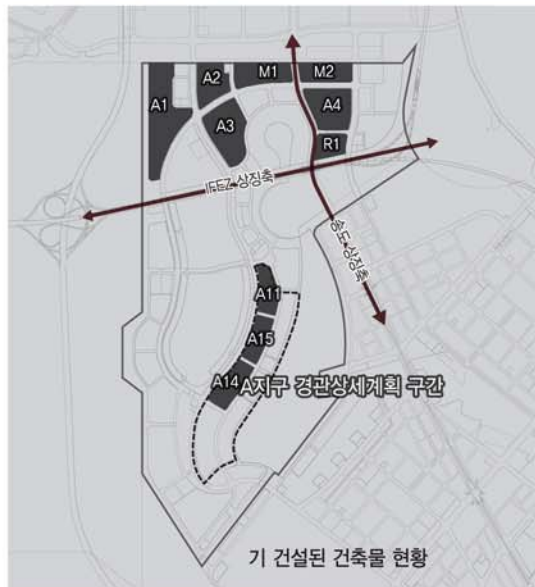 A1
A2
M1
M2
A3
A4
R1
IFEZ 상징축
송도 상징축
A11
A15
A14
A지구 경관상세계획 구간
기 건설된 건축물 현황